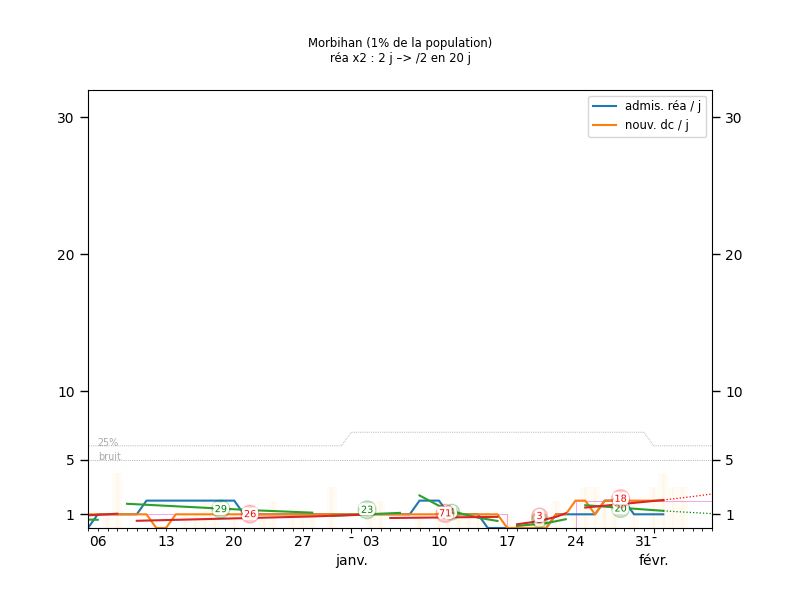 Morbihan (1% de la population)
réa x2 : 2 j –> /2 en 20 j
admis. réa / j
nouv. dc / j
30 30
20 20
10 10
25%
bruit
5 5
29 26 23 71 3 18 20
1 1
06 13 20 27 - 03 10 17 24 31 -
janv. févr.